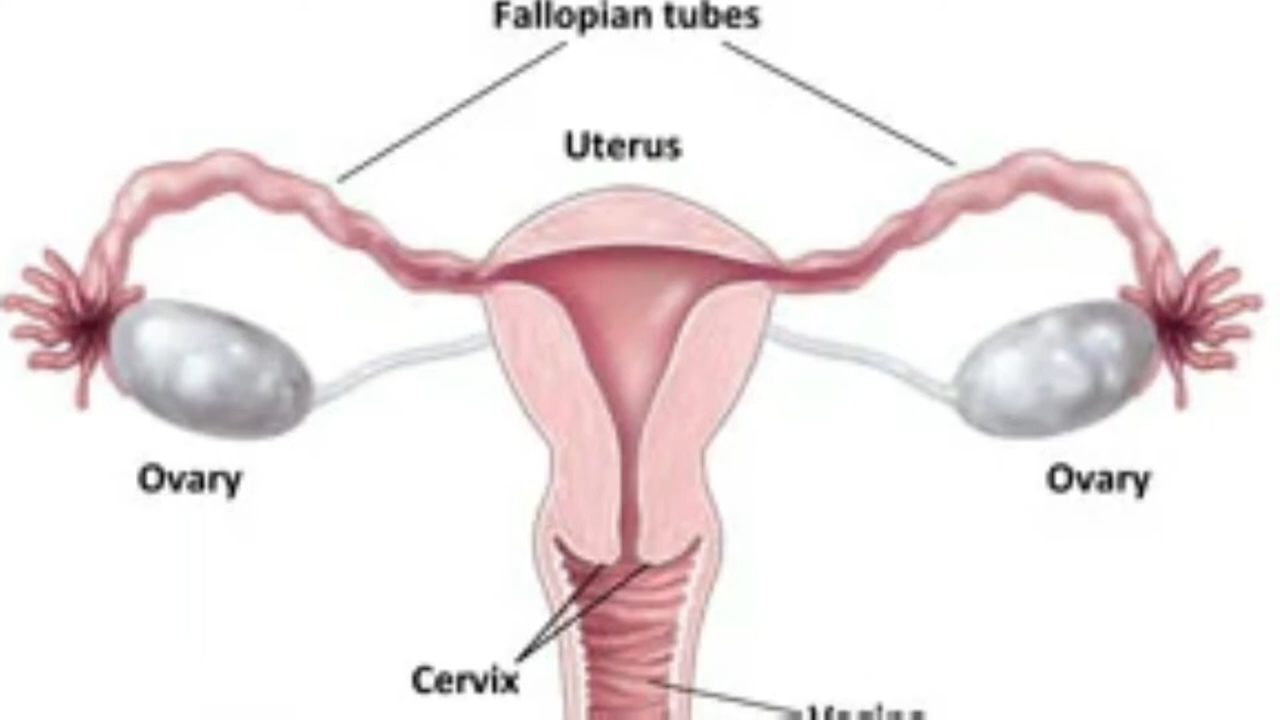 Fallopian tubes
Uterus
Ovary
Ovary
Cervix